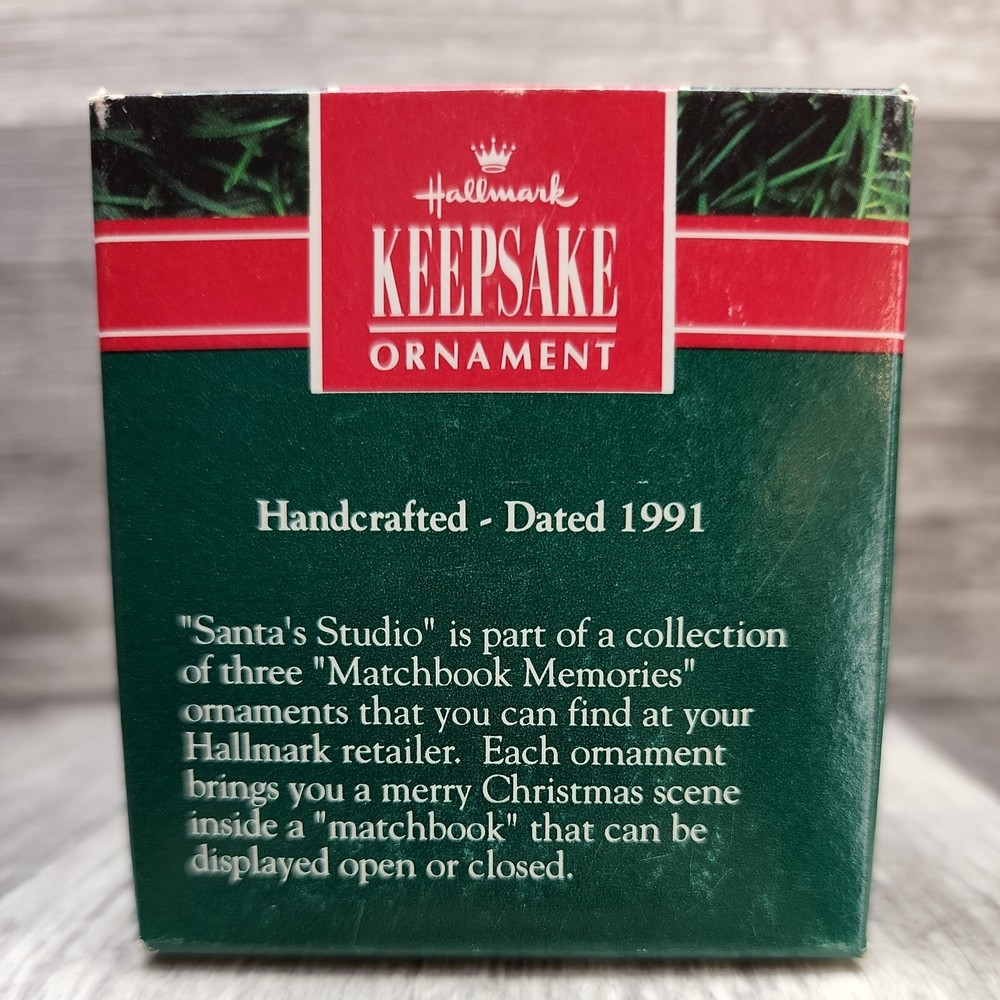 Hallmark
KEEPSAKE
ORNAMENT
Handcrafted - Dated 1991
"Santa's Studio" is part of a collection
of three "Matchbook Memories"
ornaments that you can find at your
Hallmark retailer.  Each ornament
brings you a merry Christmas scene
inside a "matchbook" that can be
displayed open or closed.